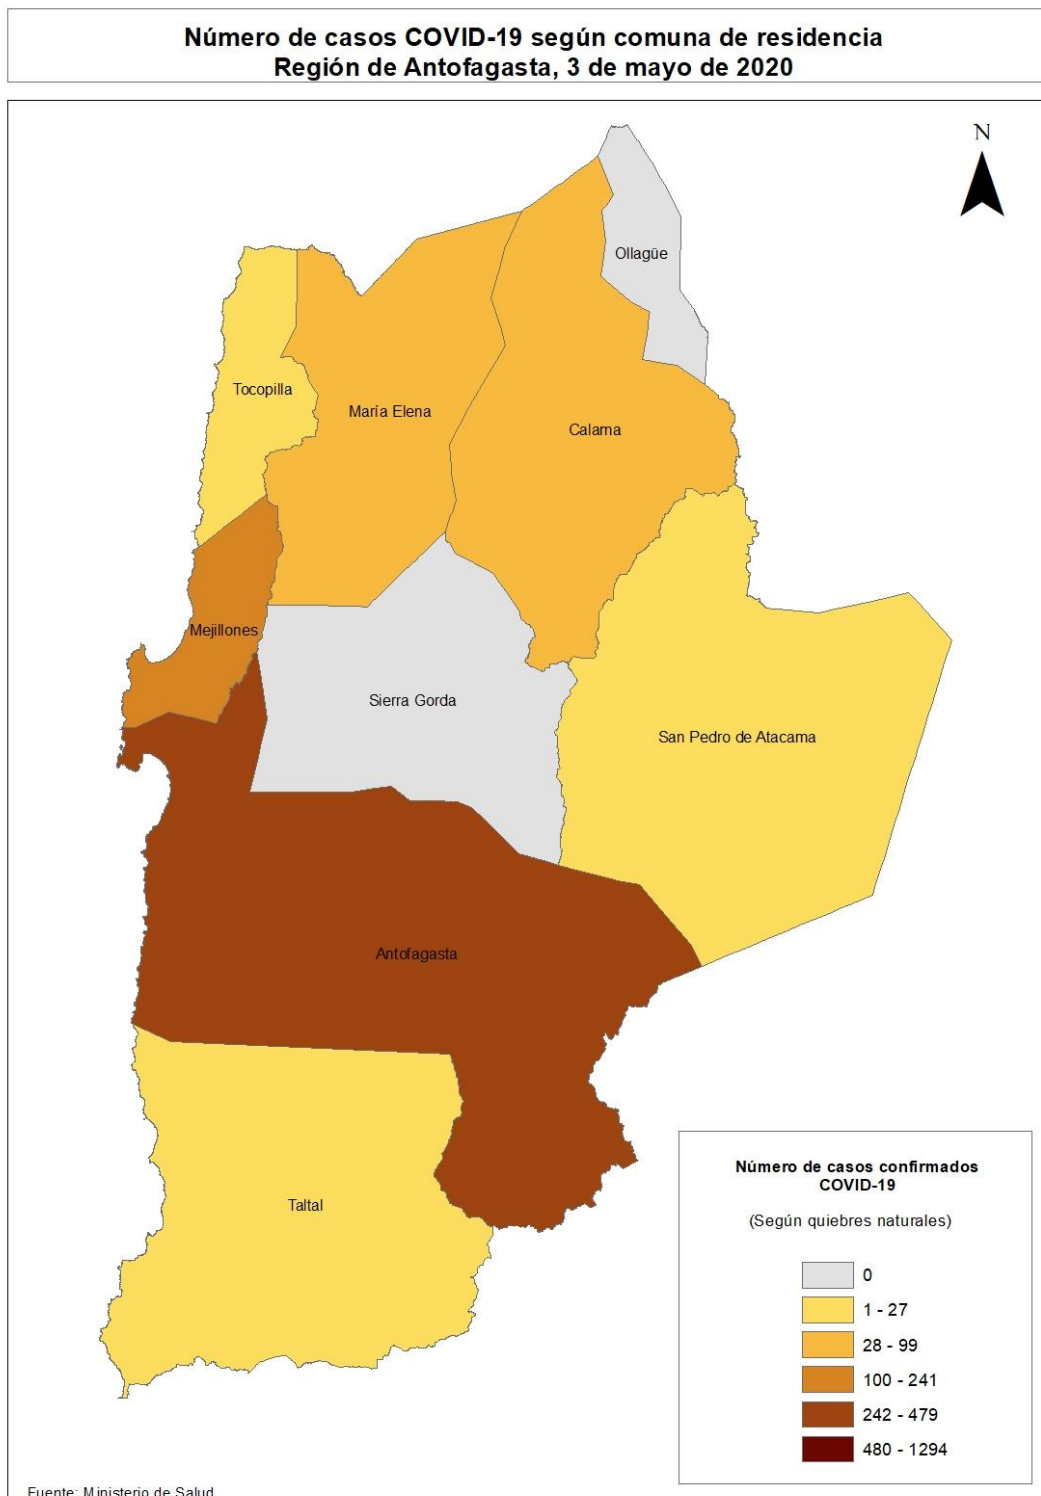 Número de casos COVID-19 según comuna de residencia
Región de Antofagasta, 3 de mayo de 2020
N
Ollagüe
Tocopilla
María Elena
Calama
Mejillones
Sierra Gorda
San Pedro de Atacama
Antofagasta
Taltal
Número de casos confirmados
COVID-19
(Según quiebres naturales)
0
1 - 27
28 - 99
100 - 241
242 - 479
480 - 1294
Fuente: Ministerio de Salud